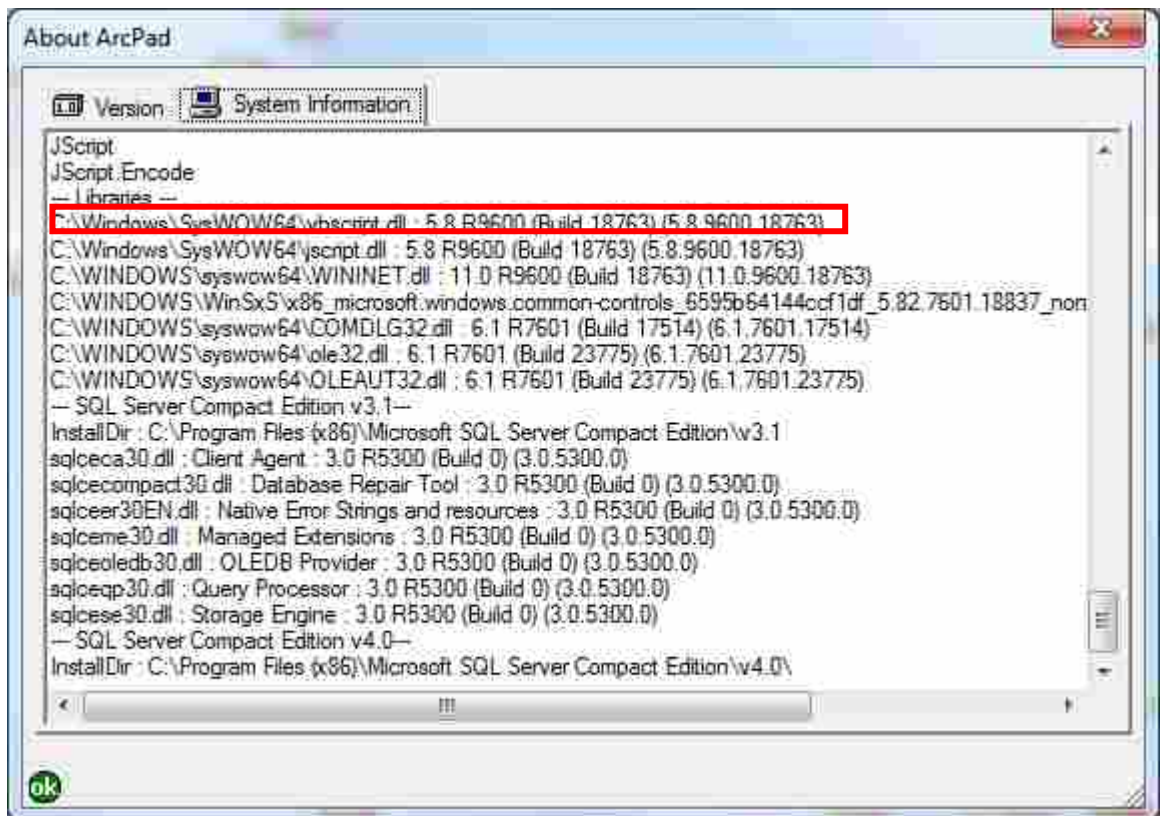 About ArcPad
Version System Information
JScript
JScript.Encode
--- Libraries ---
C:\Windows\SysWOW64\vbscript.dll : 5.8 R9600 (Build 18763) (5.8.9600.18763)
C:\Windows\SysWOW64\jscript.dll : 5.8 R9600 (Build 18763) (5.8.9600.18763)
C:\WINDOWS\syswow64\WININET.dll : 11.0 R9600 (Build 18763) (11.0.9600.18763)
C:\WINDOWS\WinSxS\x86_microsoft.windows.common-controls_6595b64144ccf1df_5.82.7601.18837_non
C:\WINDOWS\syswow64\COMDLG32.dll : 6.1 R7601 (Build 17514) (6.1.7601.17514)
C:\WINDOWS\syswow64\ole32.dll : 6.1 R7601 (Build 23775) (6.1.7601.23775)
C:\WINDOWS\syswow64\OLEAUT32.dll : 6.1 R7601 (Build 23775) (6.1.7601.23775)
--- SQL Server Compact Edition v3.1---
InstallDir : C:\Program Files (x86)\Microsoft SQL Server Compact Edition\v3.1
sqlceca30.dll : Client Agent : 3.0 R5300 (Build 0) (3.0.5300.0)
sqlcecompact30.dll : Database Repair Tool : 3.0 R5300 (Build 0) (3.0.5300.0)
sqlceer30EN.dll : Native Error Strings and resources : 3.0 R5300 (Build 0) (3.0.5300.0)
sqlceme30.dll : Managed Extensions : 3.0 R5300 (Build 0) (3.0.5300.0)
sqlceoledb30.dll : OLEDB Provider : 3.0 R5300 (Build 0) (3.0.5300.0)
sqlceqp30.dll : Query Processor : 3.0 R5300 (Build 0) (3.0.5300.0)
sqlcese30.dll : Storage Engine : 3.0 R5300 (Build 0) (3.0.5300.0)
--- SQL Server Compact Edition v4.0---
InstallDir : C:\Program Files (x86)\Microsoft SQL Server Compact Edition\v4.0\
ok